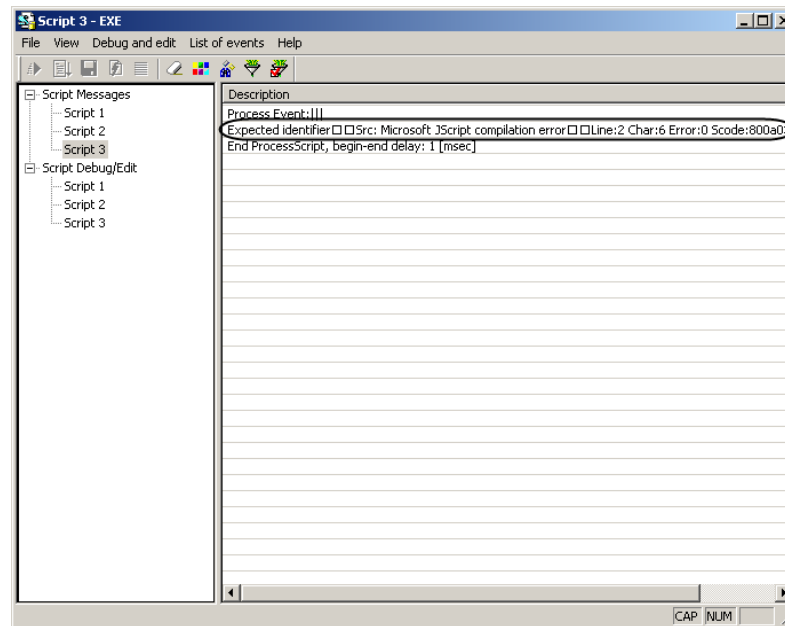 Script 3 - EXE
File View Debug and edit List of events Help
Script Messages
Script 1
Script 2
Script 3
Script Debug/Edit
Script 1
Script 2
Script 3
Description
Process Event:|||
Expected identifier□□Src: Microsoft JScript compilation error□□Line:2 Char:6 Error:0 Scode:800a03
End ProcessScript, begin-end delay: 1 [msec]
CAP NUM